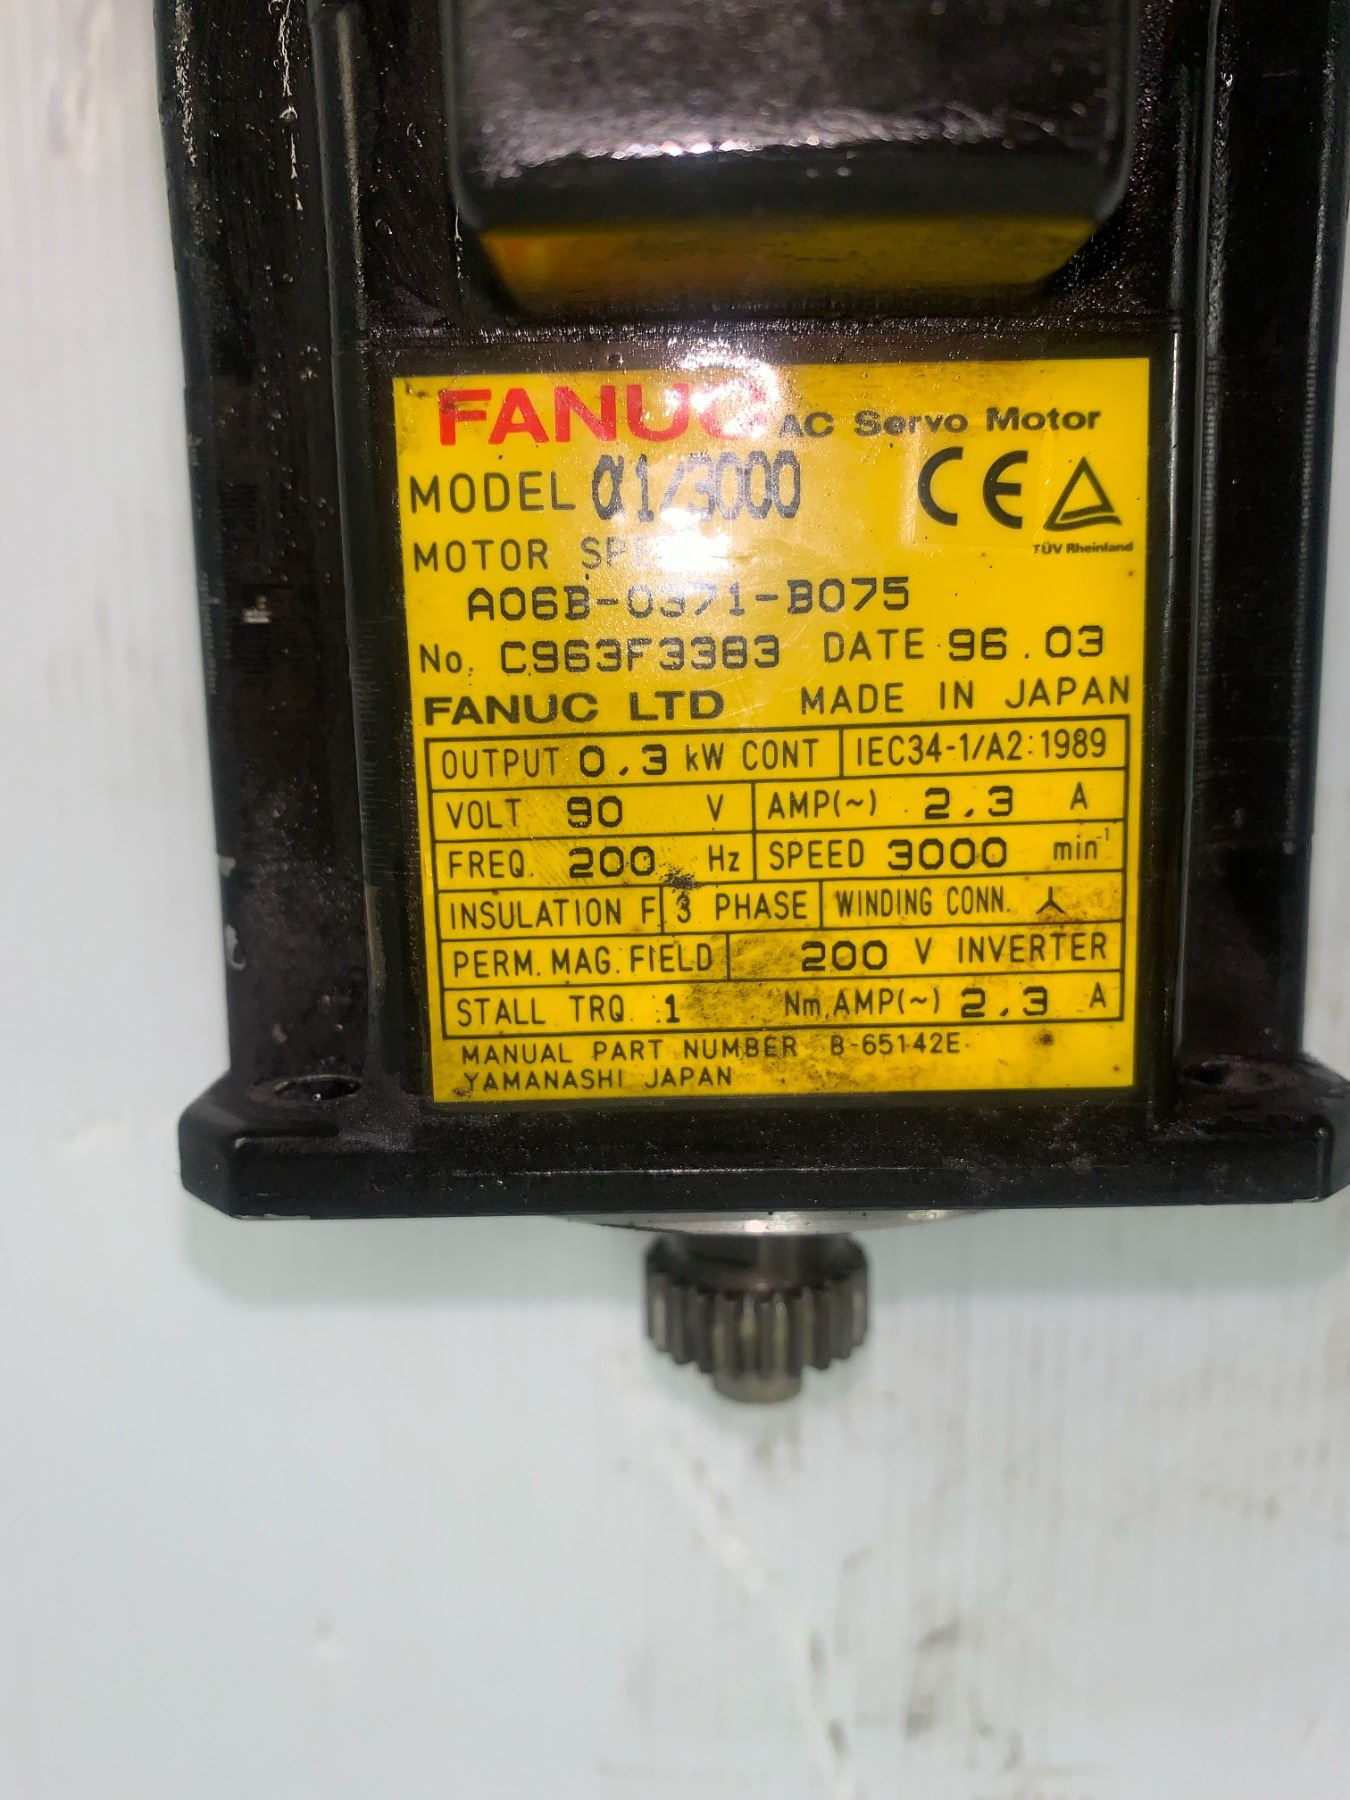 FANUC AC Servo Motor
MODEL α1/3000
CE
TÜV Rheinland
MOTOR
A06B-0371-B075
No. C963F3383 DATE 96.03
FANUC LTD MADE IN JAPAN
OUTPUT 0.3 kW CONT IEC34-1/A2:1989
VOLT 90 V AMP(~) 2.3 A
FREQ. 200 Hz SPEED 3000 min⁻¹
INSULATION F 3 PHASE WINDING CONN.
PERM. MAG. FIELD 200 V INVERTER
STALL TRQ. 1 Nm, AMP(~) 2.3 A
MANUAL PART NUMBER B-65142E
YAMANASHI JAPAN